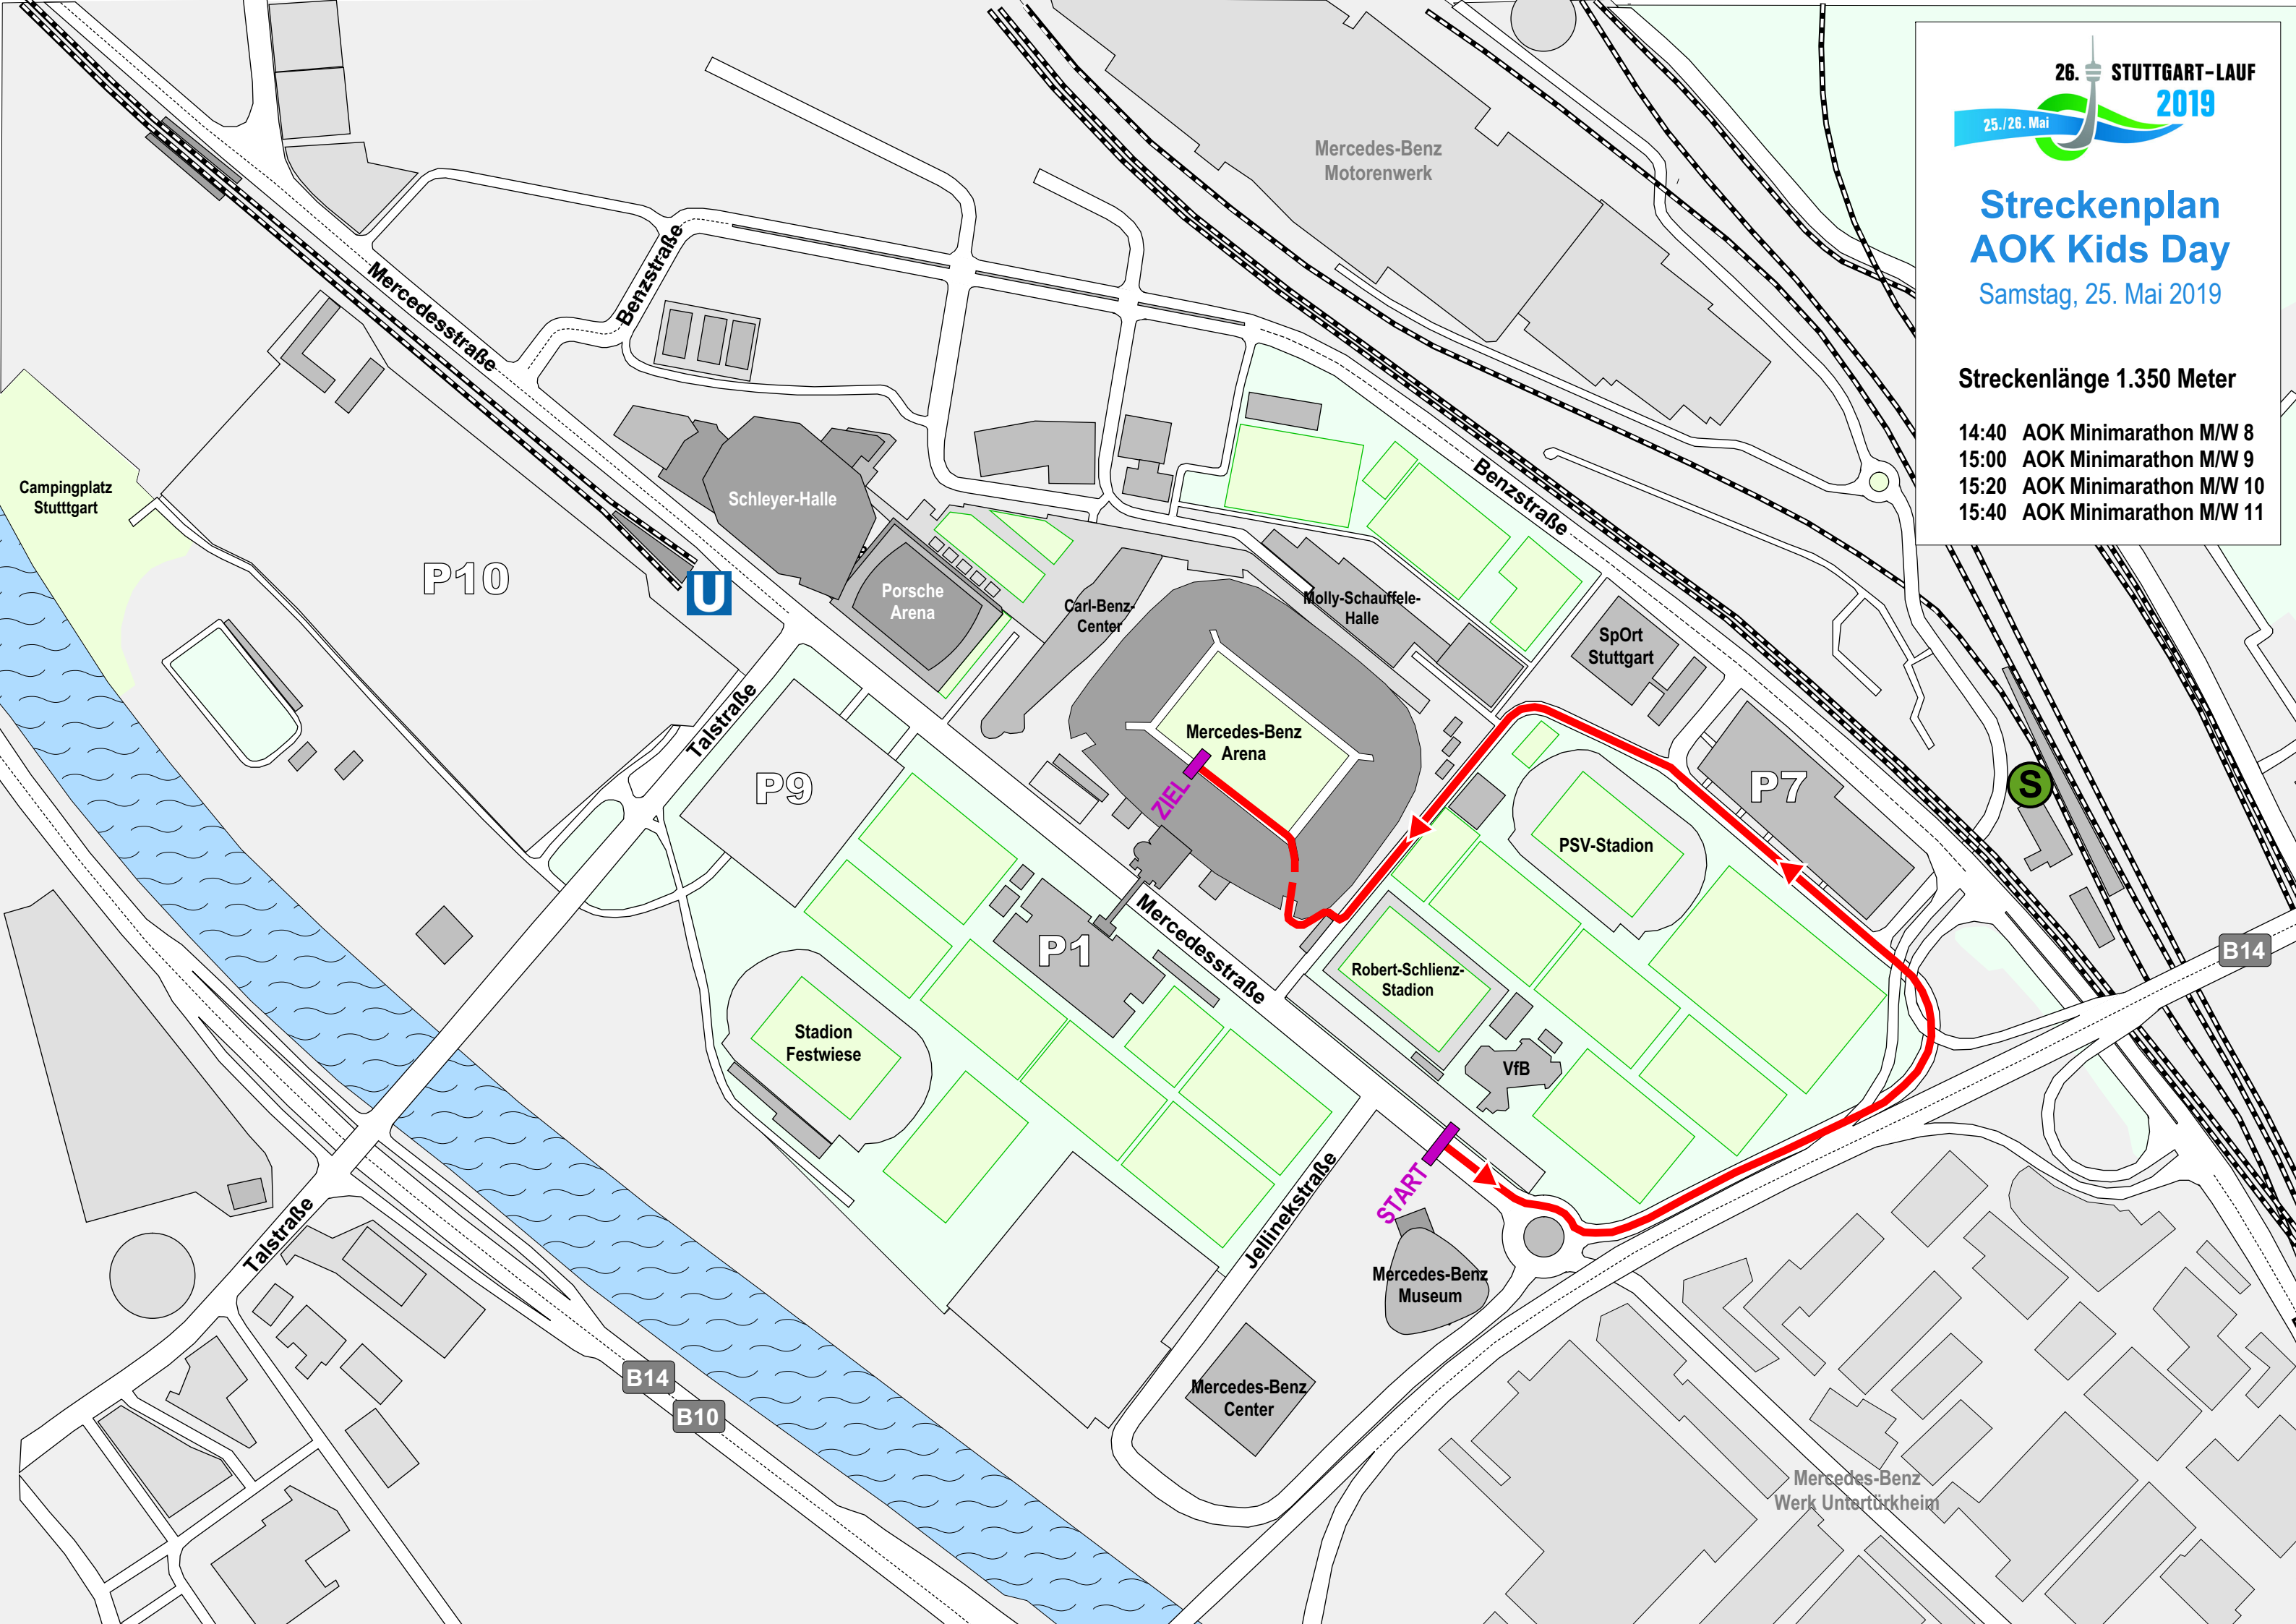 26. STUTTGART-LAUF
2019
25./26. Mai
Streckenplan
AOK Kids Day
Samstag, 25. Mai 2019
Streckenlänge 1.350 Meter
14:40 AOK Minimarathon M/W 8
15:00 AOK Minimarathon M/W 9
15:20 AOK Minimarathon M/W 10
15:40 AOK Minimarathon M/W 11
Mercedes-Benz
Motorenwerk
Benzstraße
Mercedesstraße
Campingplatz
Stutttgart
P10
U
Schleyer-Halle
Porsche
Arena
Carl-Benz-
Center
Molly-Schauffele-
Halle
Benzstraße
SpOrt
Stuttgart
Talstraße
P9
Mercedes-Benz
Arena
ZIEL
P7
S
PSV-Stadion
P1
Mercedesstraße
Robert-Schlienz-
Stadion
B14
Stadion
Festwiese
VfB
START
Jellinekstraße
Talstraße
Mercedes-Benz
Museum
Mercedes-Benz
Center
B14
B10
Mercedes-Benz
Werk Untertürkheim